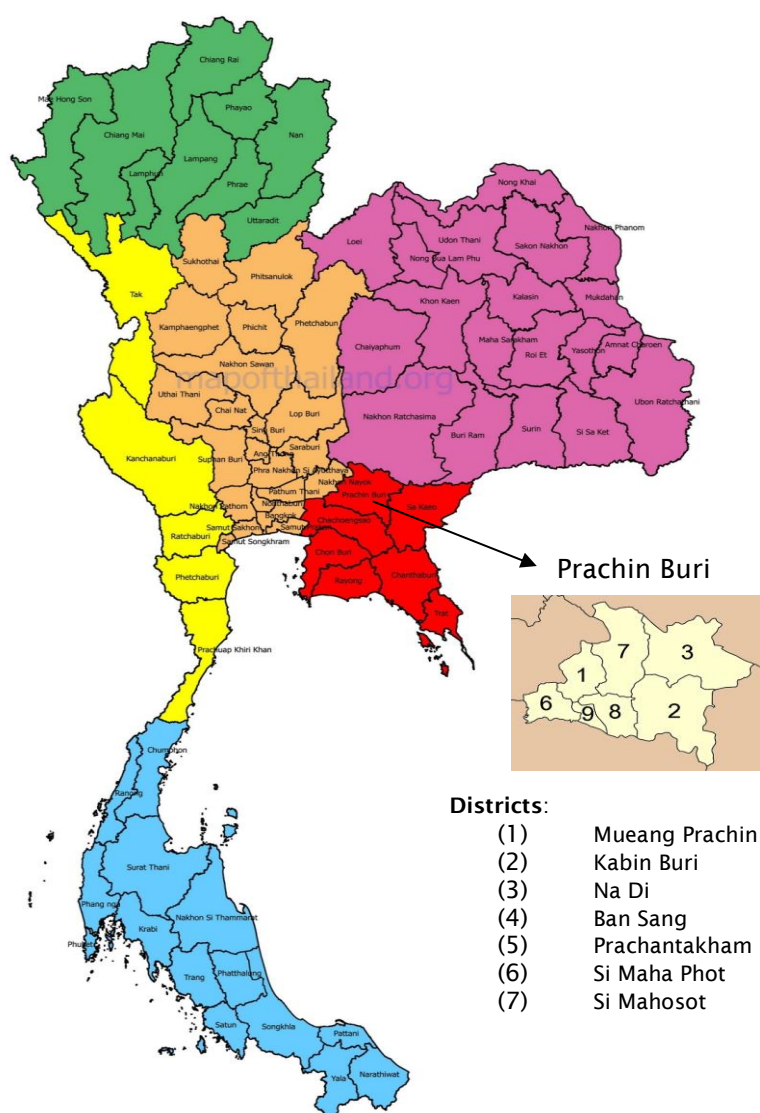 Chiang Rai
Mae Hong Son
Phayao
Chiang Mai
Nan
Lampang
Lamphun
Phrae
Uttaradit
Nong Khai
Nakhon Phanom
Loei
Udon Thani
Sakon Nakhon
Nong Bua Lam Phu
Sukhothai
Phitsanulok
Tak
Khon Kaen
Kalasin
Mukdahan
Kamphaengphet
Phichit
Phetchabun
Maha Sarakham
Amnat Charoen
Chaiyaphum
Roi Et
Yasothon
Nakhon Sawan
mapofthailand.org
Uthai Thani
Ubon Ratchathani
Chai Nat
Lop Buri
Nakhon Ratchasima
Sing Buri
Buri Ram
Surin
Si Sa Ket
Saraburi
Kanchanaburi
Suphan Buri
Ang Thong
Phra Nakhon Si Ayutthaya
Nakhon Nayok
Pathum Thani
Prachin Buri
Sa Kaeo
Nakhon Pathom
Nonthaburi
Bangkok
Chachoengsao
Samut Sakhon
Samut Prakan
Ratchaburi
Samut Songkhram
Chon Buri
Phetchaburi
Rayong
Chanthaburi
Prachin Buri
Trat
Prachuap Khiri Khan
7
3
1
6
9
8
2
Chumphon
Ranong
Districts:
(1) Mueang Prachin
(2) Kabin Buri
(3) Na Di
(4) Ban Sang
(5) Prachantakham
(6) Si Maha Phot
(7) Si Mahosot
Surat Thani
Phang nga
Nakhon Si Thammarat
Krabi
Phuket
Trang
Phatthalung
Satun
Songkhla
Pattani
Yala
Narathiwat